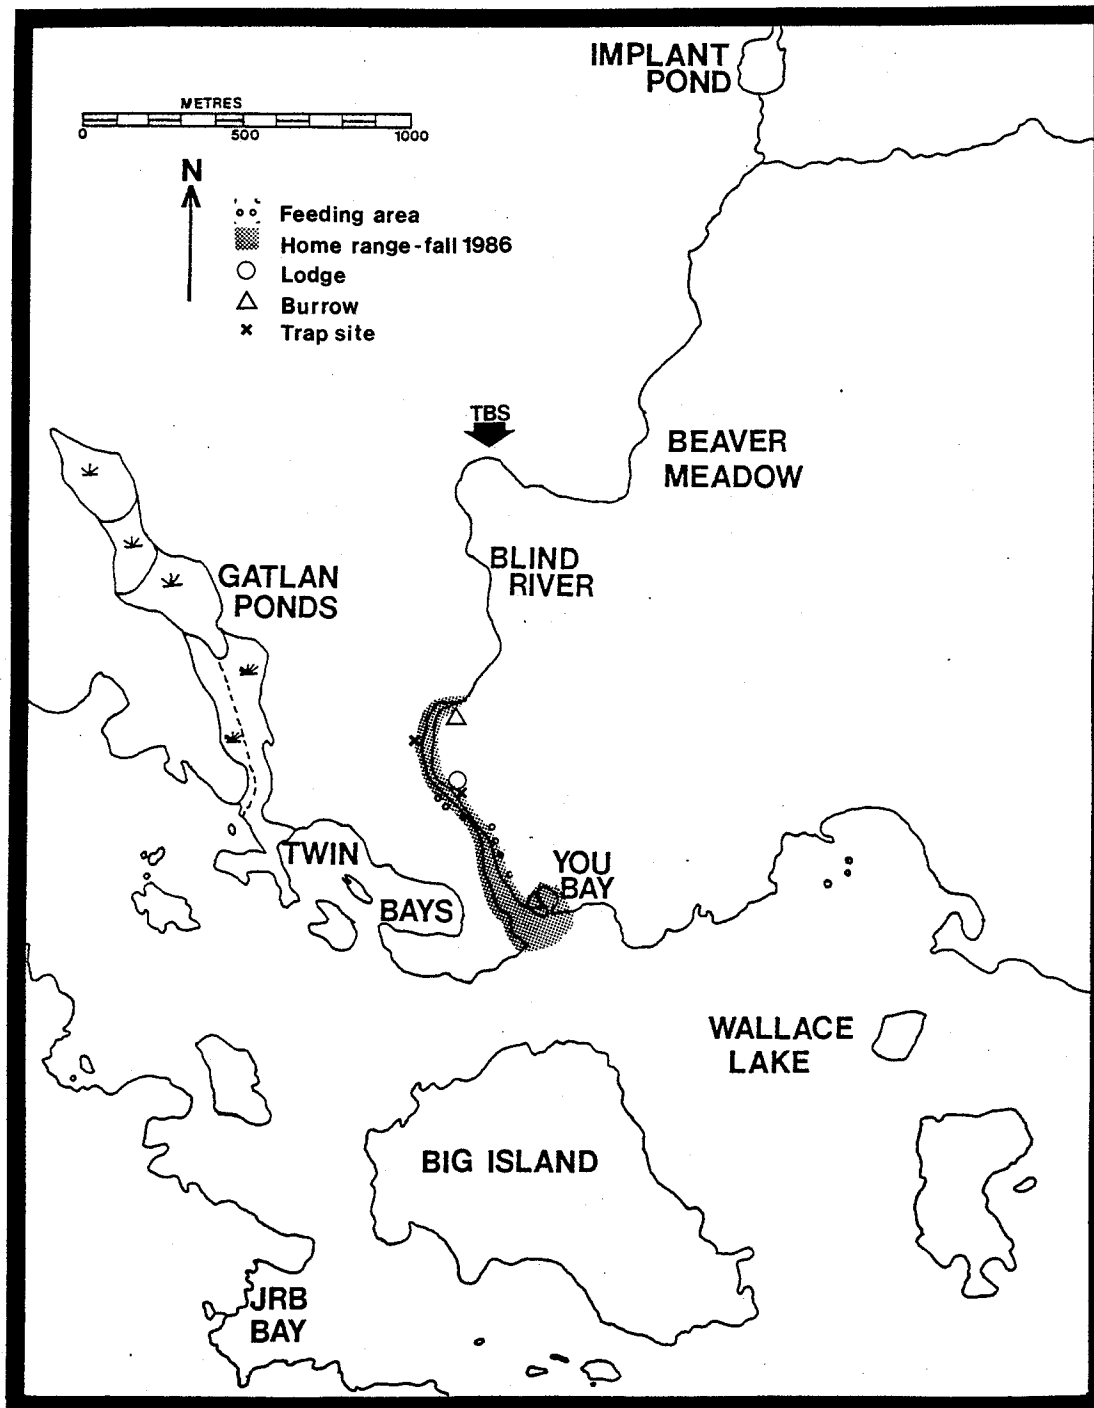 IMPLANT
POND
METRES
0 500 1000
N
Feeding area
Home range-fall 1986
Lodge
Burrow
Trap site
TBS
BEAVER
MEADOW
BLIND
RIVER
GATLAN
PONDS
TWIN
BAYS
YOU
BAY
WALLACE
LAKE
BIG ISLAND
JRB
BAY